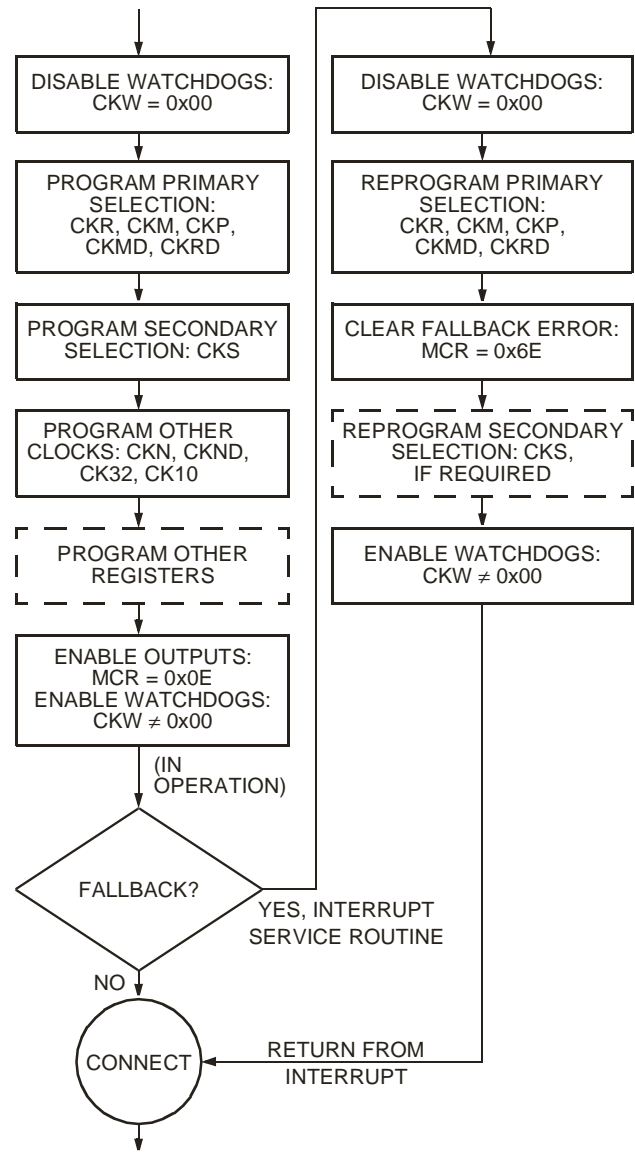 DISABLE WATCHDOGS:
CKW = 0x00
PROGRAM PRIMARY
SELECTION:
CKR, CKM, CKP,
CKMD, CKRD
PROGRAM SECONDARY
SELECTION: CKS
PROGRAM OTHER
CLOCKS: CKN, CKND,
CK32, CK10
PROGRAM OTHER
REGISTERS
ENABLE OUTPUTS:
MCR = 0x0E
ENABLE WATCHDOGS:
CKW ≠ 0x00
(IN
OPERATION)
FALLBACK?
YES, INTERRUPT
SERVICE ROUTINE
NO
CONNECT
DISABLE WATCHDOGS:
CKW = 0x00
REPROGRAM PRIMARY
SELECTION:
CKR, CKM, CKP,
CKMD, CKRD
CLEAR FALLBACK ERROR:
MCR = 0x6E
REPROGRAM SECONDARY
SELECTION: CKS,
IF REQUIRED
ENABLE WATCHDOGS:
CKW ≠ 0x00
RETURN FROM
INTERRUPT